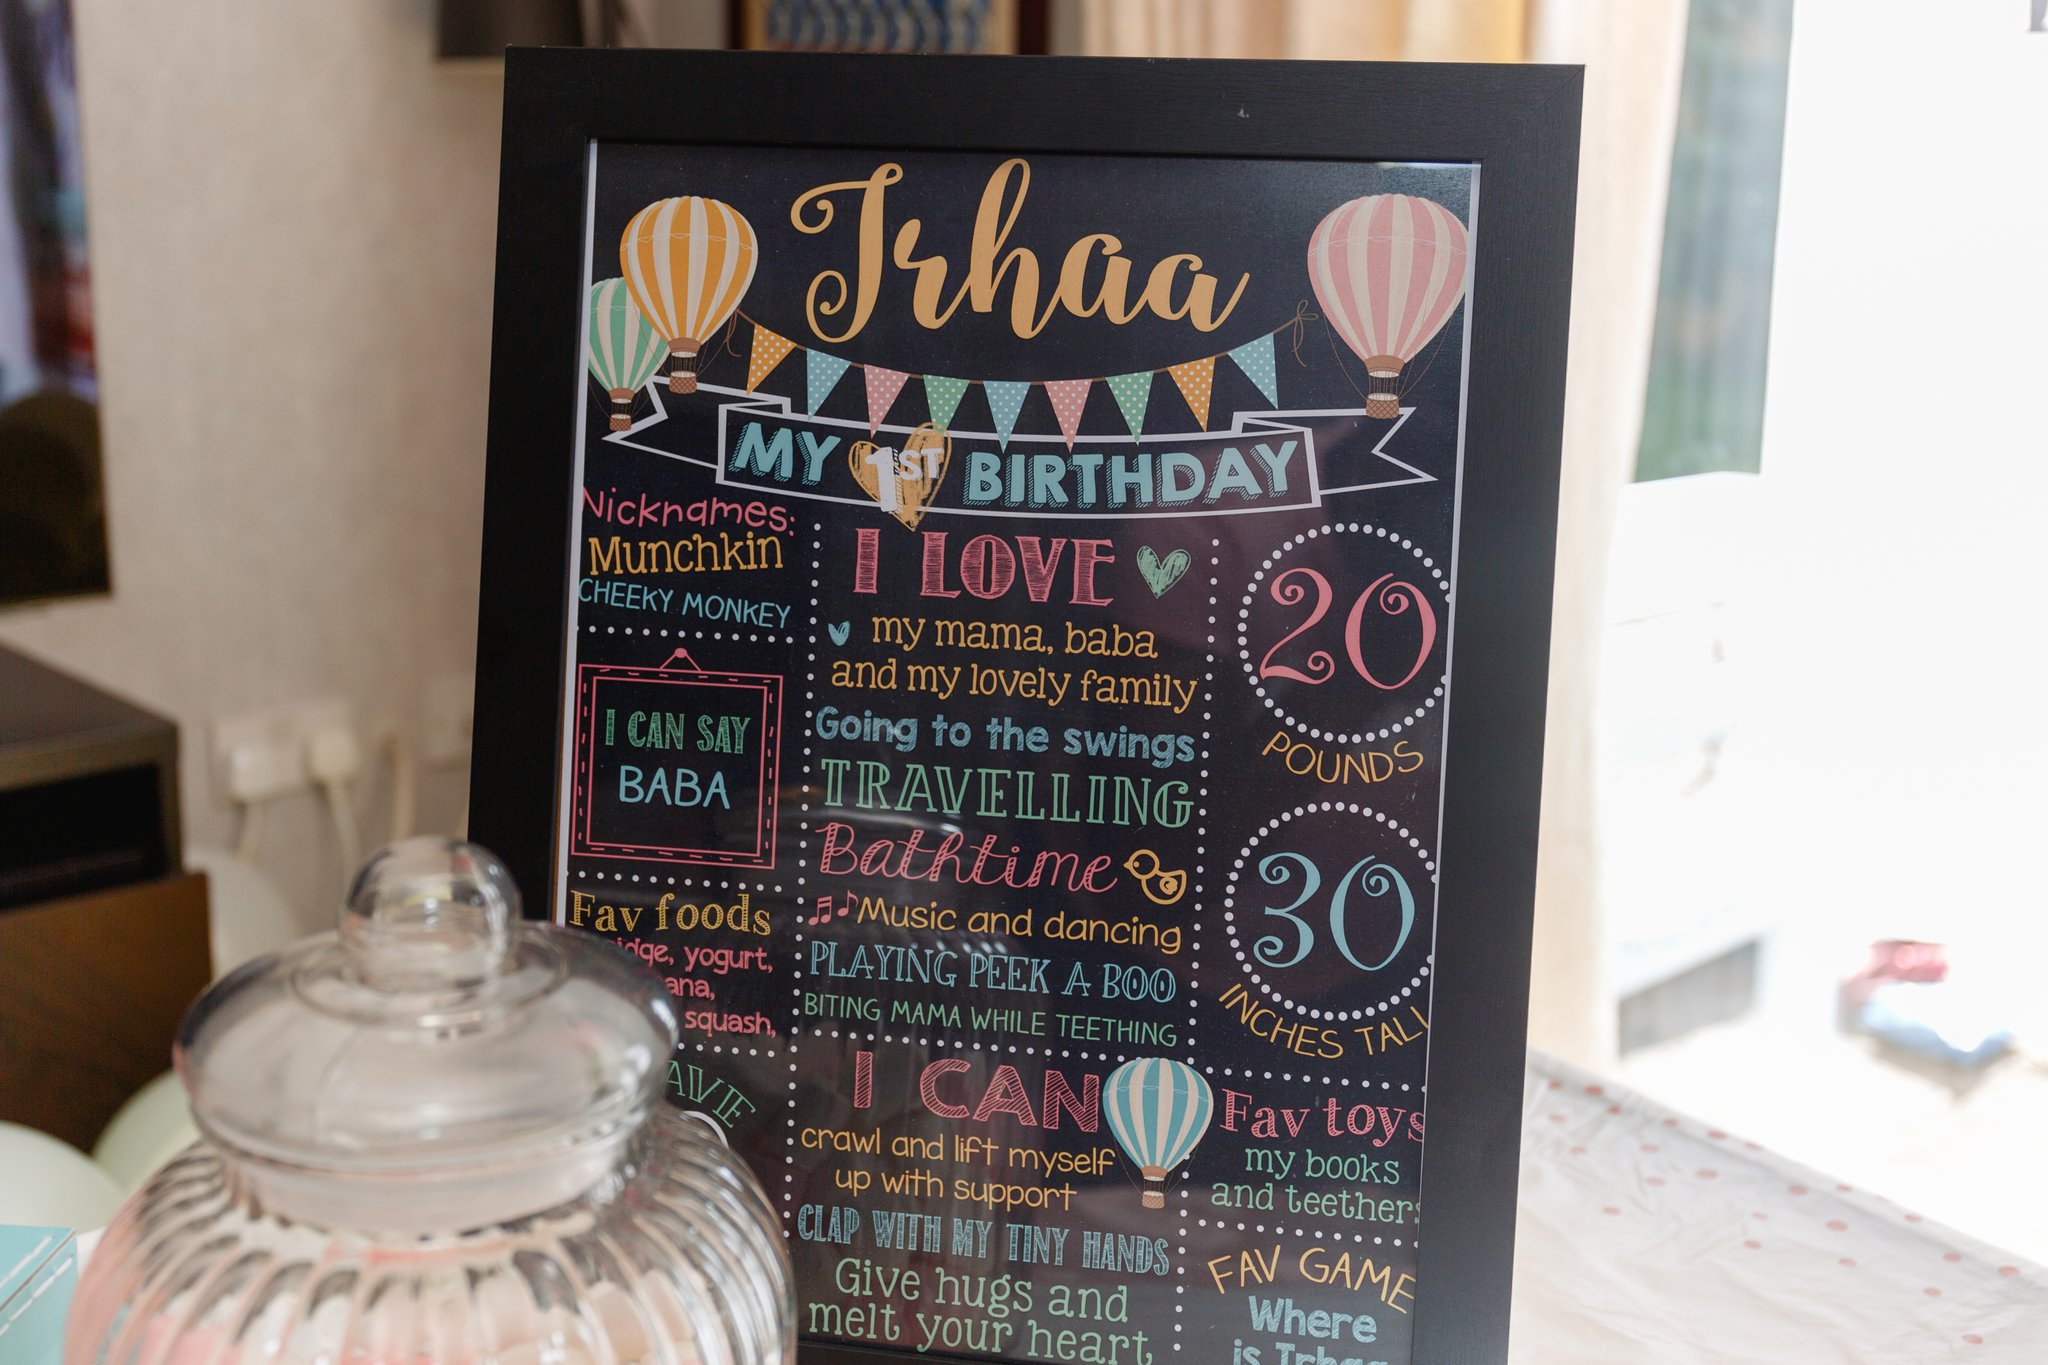 Irhaa
MY 1ST BIRTHDAY
Nicknames:
Munchkin
CHEEKY MONKEY
I CAN SAY
BABA
Fav foods
yogurt,
squash,
I LOVE
my mama, baba
and my lovely family
Going to the swings
TRAVELLING
Bathtime
Music and dancing
PLAYING PEEK A BOO
BITING MAMA WHILE TEETHING
I CAN
crawl and lift myself
up with support
CLAP WITH MY TINY HANDS
Give hugs and
melt your heart
20
POUNDS
30
INCHES TALL
Fav toys
my books
and teethers
FAV GAME
Where
is Irhaa